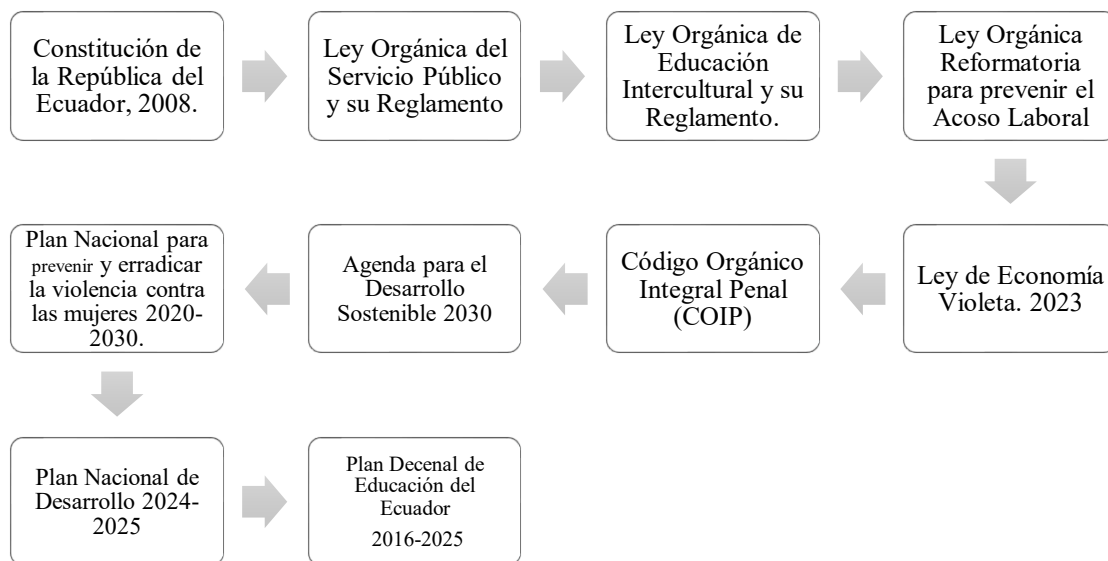 Constitución de
la República del
Ecuador, 2008.
Ley Orgánica del
Servicio Público
y su Reglamento
Ley Orgánica de
Educación
Intercultural y su
Reglamento.
Ley Orgánica
Reformatoria
para prevenir el
Acoso Laboral
Ley de Economía
Violeta. 2023
Código Orgánico
Integral Penal
(COIP)
Agenda para el
Desarrollo
Sostenible 2030
Plan Nacional para
prevenir y erradicar
la violencia contra
las mujeres 2020-
2030.
Plan Nacional de
Desarrollo 2024-
2025
Plan Decenal de
Educación del
Ecuador
2016-2025